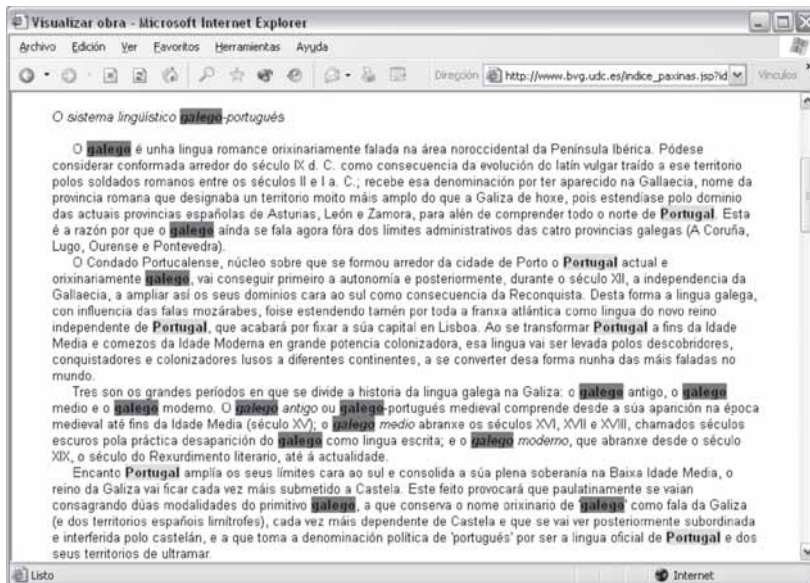 Visualizar obra - Microsoft Internet Explorer
Archivo Edición Ver Favoritos Herramientas Ayuda
Dirección http://www.bvg.udc.es/indice_paxinas.jsp?id Vínculos
O sistema lingüístico galego-portugués
O galego é unha lingua romance orixinariamente falada na área noroccidental da Península Ibérica. Pódese
considerar conformada arredor do século IX d. C. como consecuencia da evolución do latín vulgar traído a ese territorio
polos soldados romanos entre os séculos II e I a. C.; recebe esa denominación por ter aparecido na Gallaecia, nome da
provincia romana que designaba un territorio moito máis amplo do que a Galiza de hoxe, pois estendíase polo dominio
das actuais provincias españolas de Asturias, León e Zamora, para alén de comprender todo o norte de Portugal. Esta
é a razón por que o galego aínda se fala agora fóra dos límites administrativos das catro provincias galegas (A Coruña,
Lugo, Ourense e Pontevedra).
O Condado Portucalense, núcleo sobre que se formou arredor da cidade de Porto o Portugal actual e
orixinariamente galego, vai conseguir primeiro a autonomía e posteriormente, durante o século XII, a independencia da
Gallaecia, a ampliar así os seus dominios cara ao sul como consecuencia da Reconquista. Desta forma a lingua galega,
con influencia das falas mozárabes, foise estendendo tamén por toda a franxa atlántica como lingua do novo reino
independente de Portugal, que acabará por fixar a súa capital en Lisboa. Ao se transformar Portugal a fins da Idade
Media e comezos da Idade Moderna en grande potencia colonizadora, esa lingua vai ser levada polos descobridores,
conquistadores e colonizadores lusos a diferentes continentes, a se converter desa forma nunha das máis faladas no
mundo.
Tres son os grandes períodos en que se divide a historia da lingua galega na Galiza: o galego antigo, o galego
medio e o galego moderno. O galego antigo ou galego-portugués medieval comprende desde a súa aparición na época
medieval até fins da Idade Media (século XV); o galego medio abranxe os séculos XVI, XVII e XVIII, chamados séculos
escuros pola práctica desaparición do galego como lingua escrita; e o galego moderno, que abranxe desde o século
XIX, o século do Rexurdimento literario, até á actualidade.
Encanto Portugal amplía os seus límites cara ao sul e consolida a súa plena soberanía na Baixa Idade Media, o
reino da Galiza vai ficar cada vez máis submetido a Castela. Este feito provocará que paulatinamente se vaian
consagrando dúas modalidades do primitivo galego, a que conserva o nome orixinario de 'galego' como fala da Galiza
(e dos territorios españois limítrofes), cada vez máis dependente de Castela e que se vai ver posteriormente subordinada
e interferida polo castelán, e a que toma a denominación política de 'portugués' por ser a lingua oficial de Portugal e dos
seus territorios de ultramar.
Listo Internet